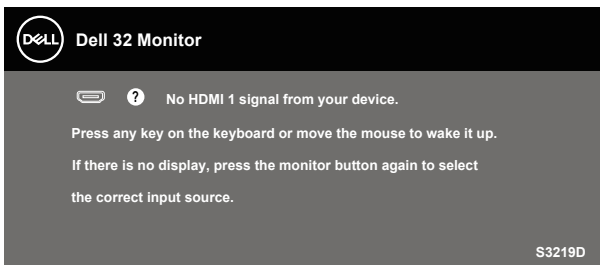 DELL Dell 32 Monitor
? No HDMI 1 signal from your device.
Press any key on the keyboard or move the mouse to wake it up.
If there is no display, press the monitor button again to select
the correct input source.
S3219D